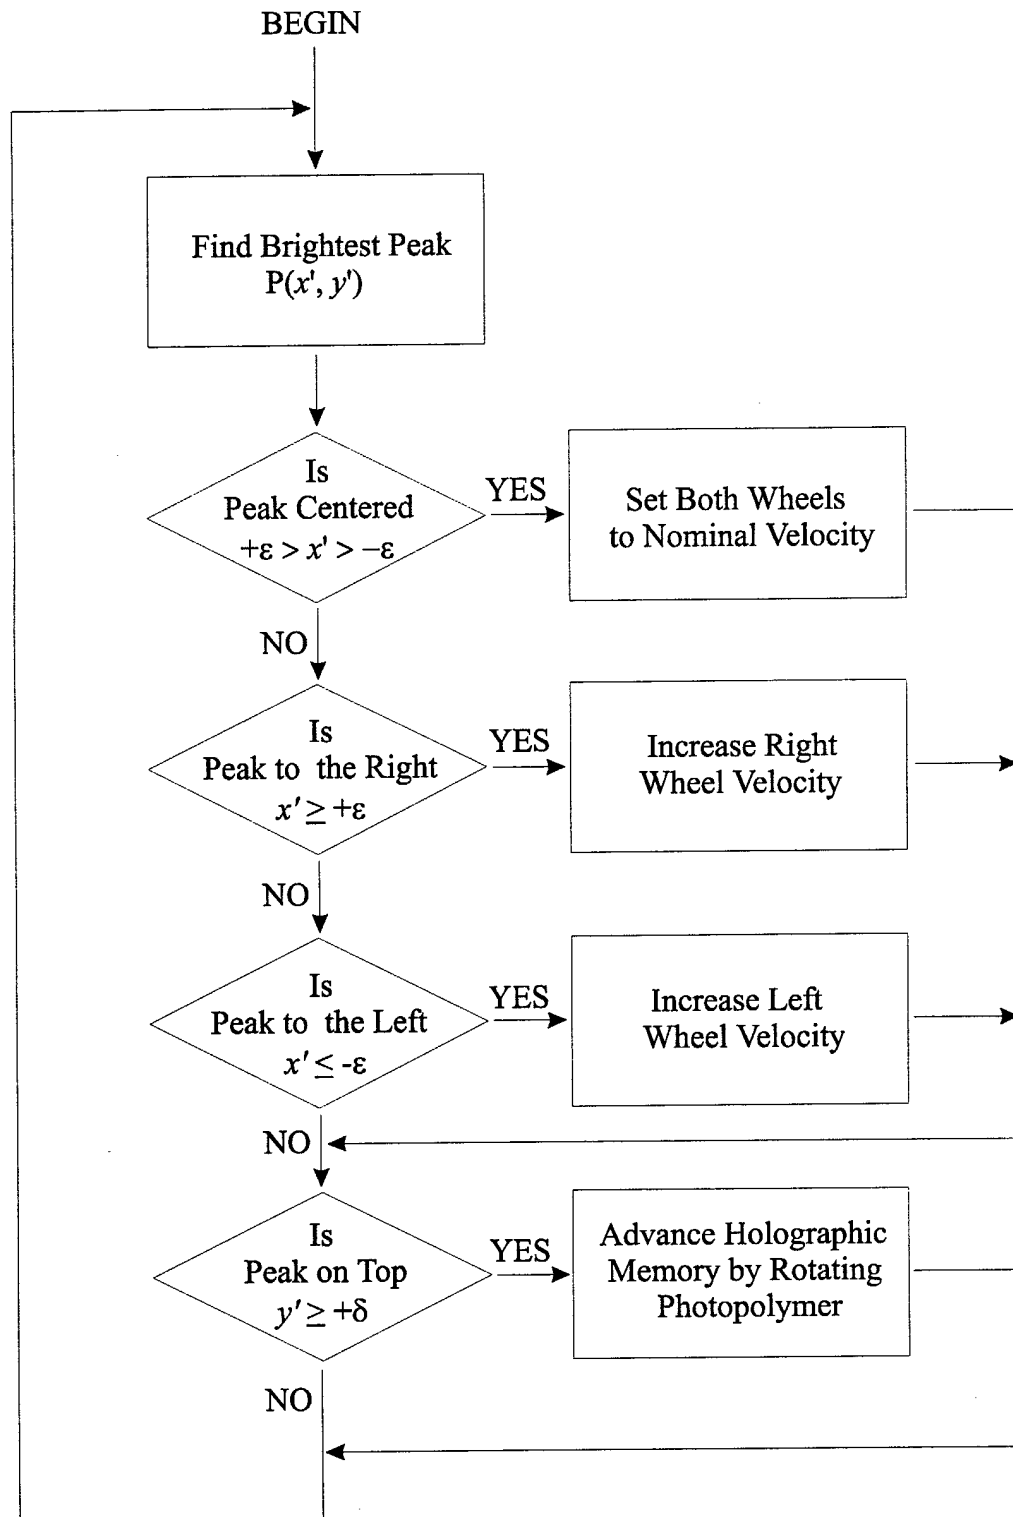 BEGIN
Find Brightest Peak
P(x', y')
Is
Peak Centered
+ε > x' > −ε
YES
Set Both Wheels
to Nominal Velocity
NO
Is
Peak to the Right
x' ≥ +ε
YES
Increase Right
Wheel Velocity
NO
Is
Peak to the Left
x' ≤ -ε
YES
Increase Left
Wheel Velocity
NO
Is
Peak on Top
y' ≥ +δ
YES
Advance Holographic
Memory by Rotating
Photopolymer
NO